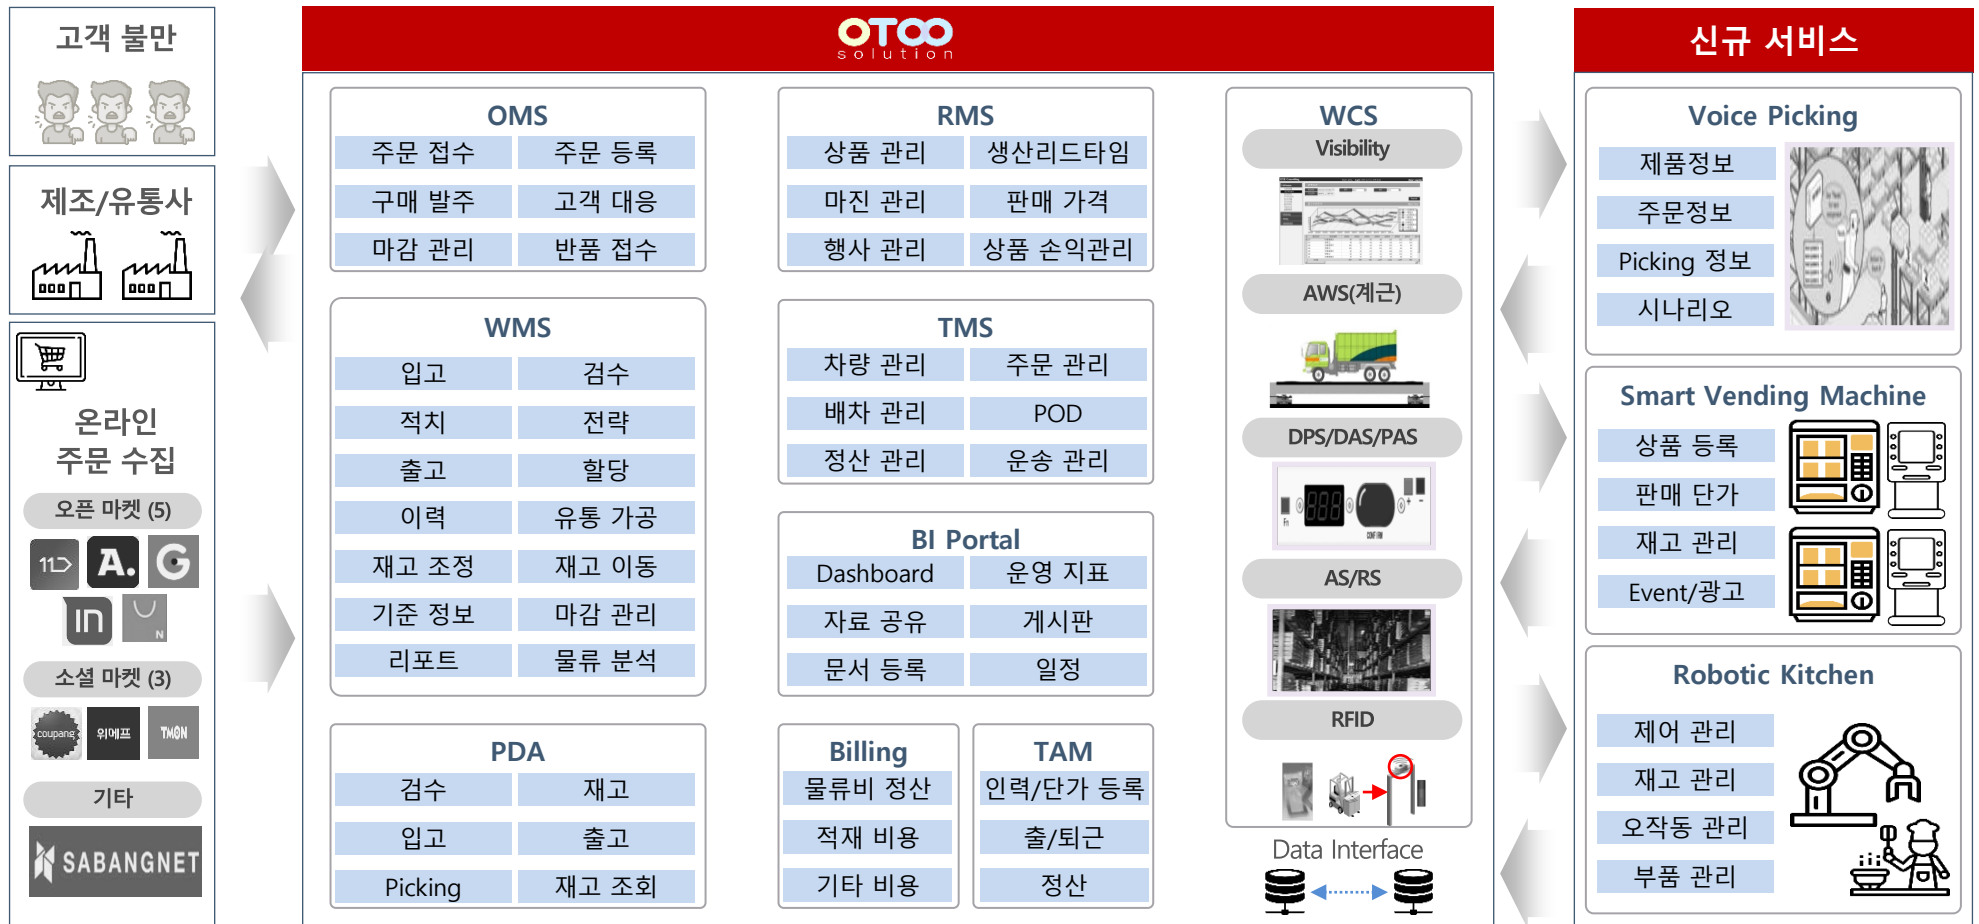 고객 불만
제조/유통사
온라인
주문 수집
오픈 마켓 (5)
11
A.
G
in
N
소셜 마켓 (3)
coupang
위메프
TMON
기타
SABANGNET
OTOO
solution
OMS
주문 접수
주문 등록
구매 발주
고객 대응
마감 관리
반품 접수
RMS
상품 관리
생산리드타임
마진 관리
판매 가격
행사 관리
상품 손익관리
WMS
입고
검수
적치
전략
출고
할당
이력
유통 가공
재고 조정
재고 이동
기준 정보
마감 관리
리포트
물류 분석
TMS
차량 관리
주문 관리
배차 관리
POD
정산 관리
운송 관리
BI Portal
Dashboard
운영 지표
자료 공유
게시판
문서 등록
일정
PDA
검수
재고
입고
출고
Picking
재고 조회
Billing
물류비 정산
적재 비용
기타 비용
TAM
인력/단가 등록
출/퇴근
정산
WCS
Visibility
AWS(계근)
DPS/DAS/PAS
Fn
888
+
-
CONFIRM
AS/RS
RFID
Data Interface
신규 서비스
Voice Picking
제품정보
주문정보
Picking 정보
시나리오
Smart Vending Machine
상품 등록
판매 단가
재고 관리
Event/광고
Robotic Kitchen
제어 관리
재고 관리
오작동 관리
부품 관리